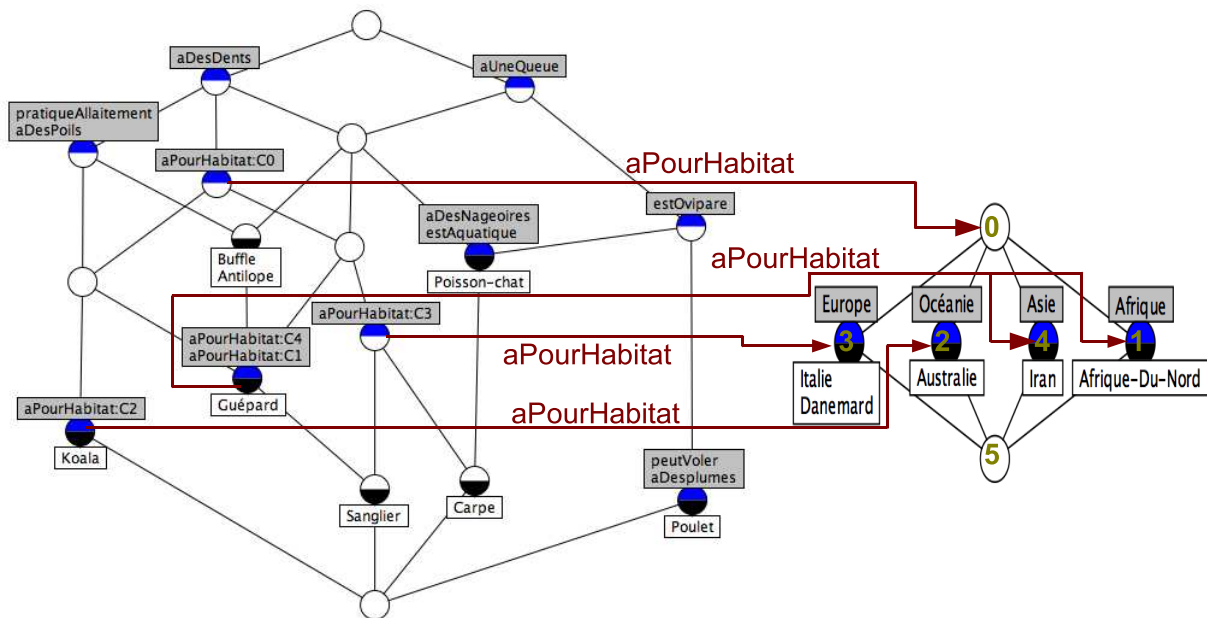 aDesDents
aUneQueue
pratiqueAllaitement
aDesPoils
aPourHabitat:C0
aPourHabitat
aDesNageoires
estAquatique
estOvipare
0
Buffle
Antilope
Poisson-chat
aPourHabitat
Europe
Océanie
Asie
Afrique
aPourHabitat:C3
aPourHabitat:C4
aPourHabitat:C1
3
2
4
1
aPourHabitat
Italie
Danemard
Australie
Iran
Afrique-Du-Nord
Guépard
aPourHabitat:C2
aPourHabitat
Koala
5
peutVoler
aDesplumes
Sanglier
Carpe
Poulet